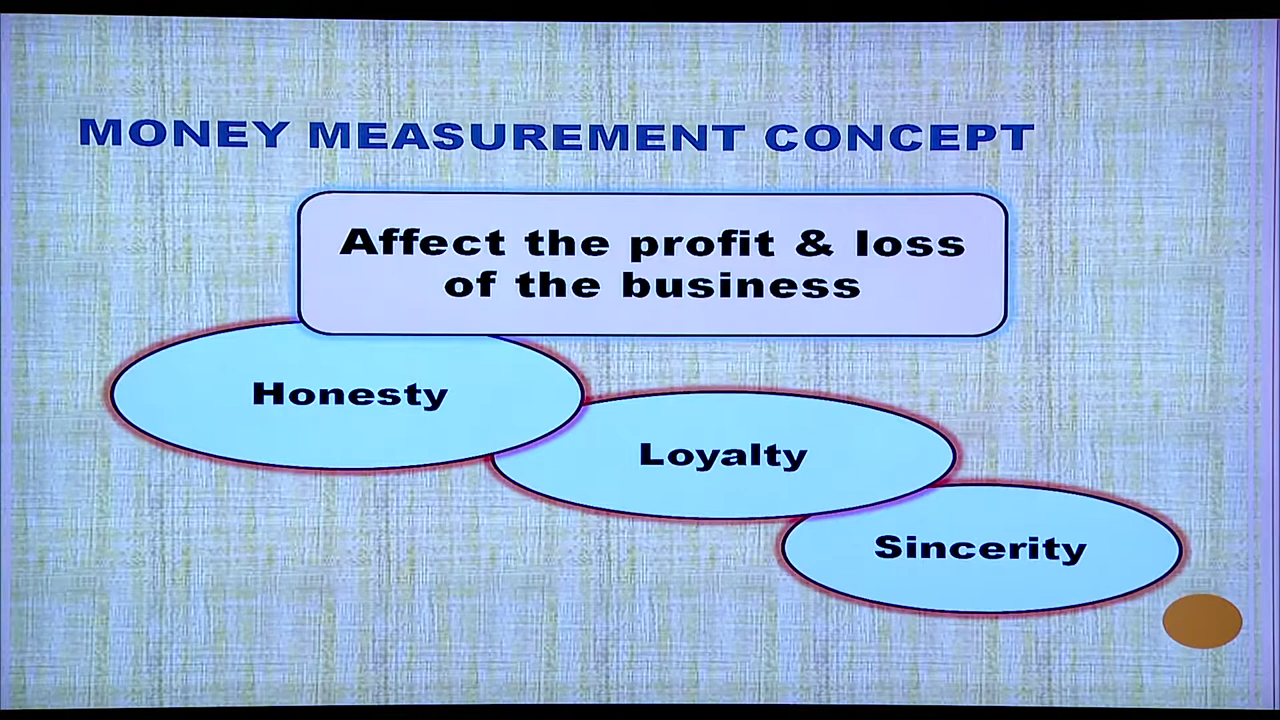 MONEY MEASUREMENT CONCEPT
Affect the profit & loss
of the business
Honesty
Loyalty
Sincerity